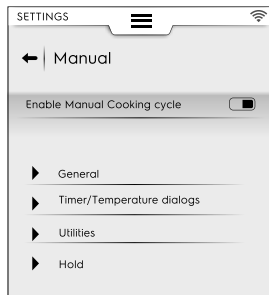 SETTINGS
Manual
Enable Manual Cooking cycle
General
Timer/Temperature dialogs
Utilities
Hold